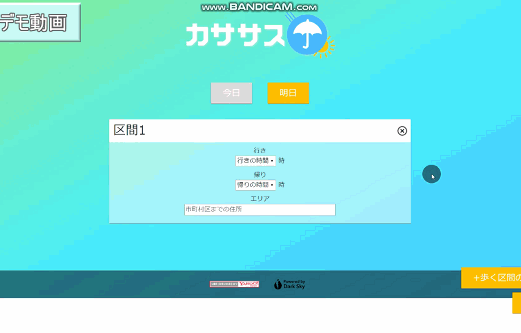 www.BANDICAM.com
デモ動画
カササス
今日
明日
区間1
行き
行きの時間 時
帰り
帰りの時間 時
エリア
市町村区までの住所
YAHOO!
Powered by
Dark Sky
+歩く区間の